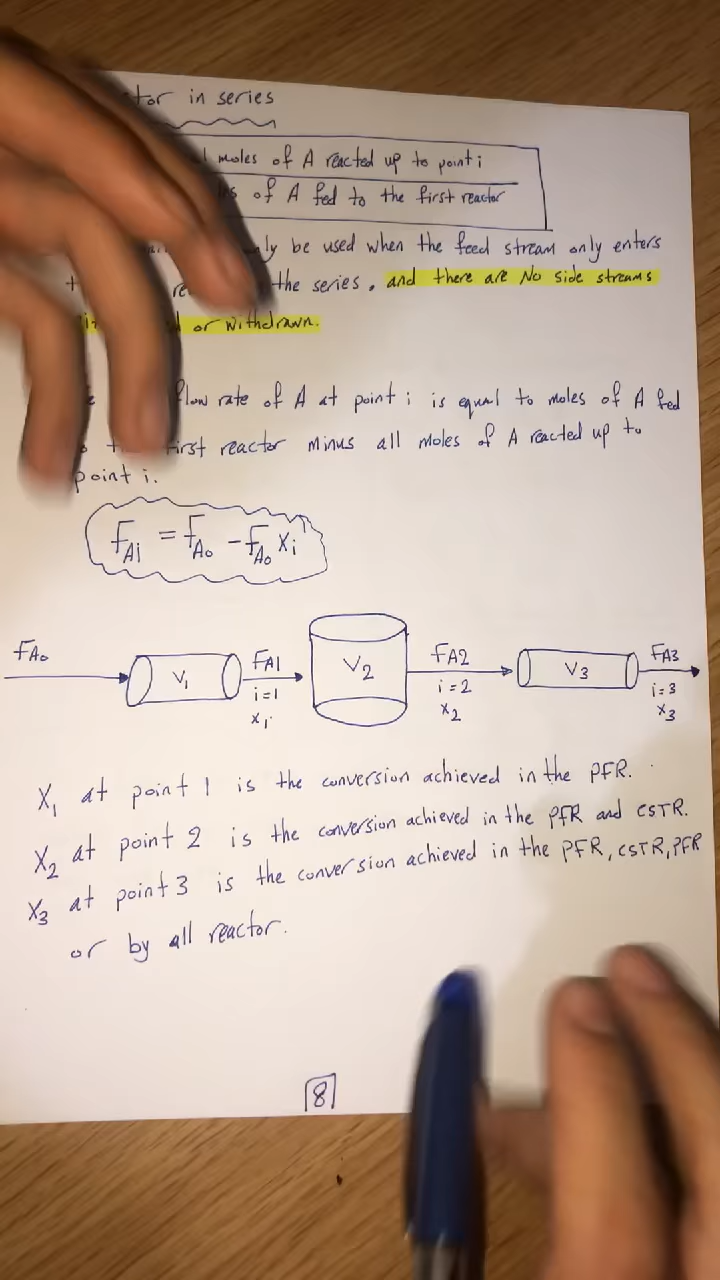 in series
moles of A reacted up to point i
of A fed to the first reactor
be used when the feed stream only enters
the series, and there are No side streams
or withdrawn.
flow rate of A at point i is equal to moles of A fed
first reactor minus all moles of A reacted up to
point i.
FAi = FAo - FAo Xi
FAo
V1
FA1
i=1
X1
V2
FA2
i=2
X2
V3
FA3
i=3
X3
X1 at point 1 is the conversion achieved in the PFR.
X2 at point 2 is the conversion achieved in the PFR and CSTR.
X3 at point 3 is the conversion achieved in the PFR, CSTR, PFR
or by all reactor.
8